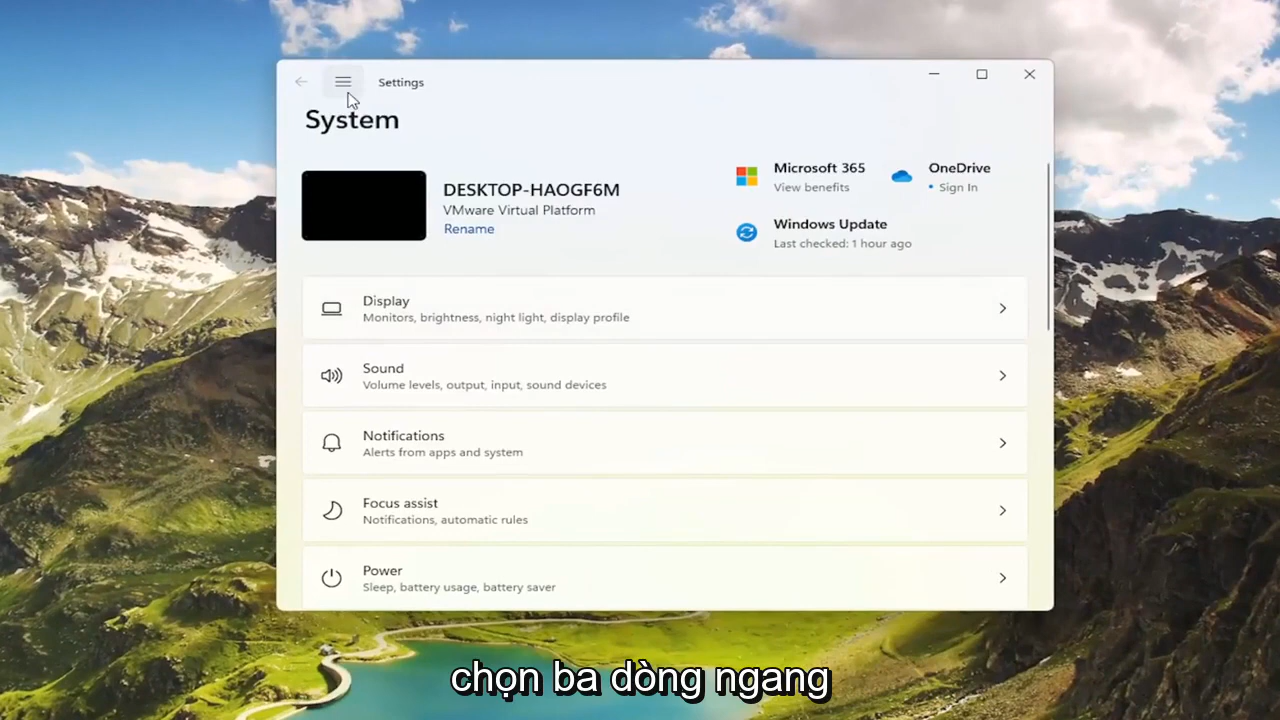 Settings
System
DESKTOP-HAOGF6M
VMware Virtual Platform
Rename
Microsoft 365
View benefits
OneDrive
• Sign In
Windows Update
Last checked: 1 hour ago
Display
Monitors, brightness, night light, display profile
Sound
Volume levels, output, input, sound devices
Notifications
Alerts from apps and system
Focus assist
Notifications, automatic rules
Power
Sleep, battery usage, battery saver
chọn ba dòng ngang